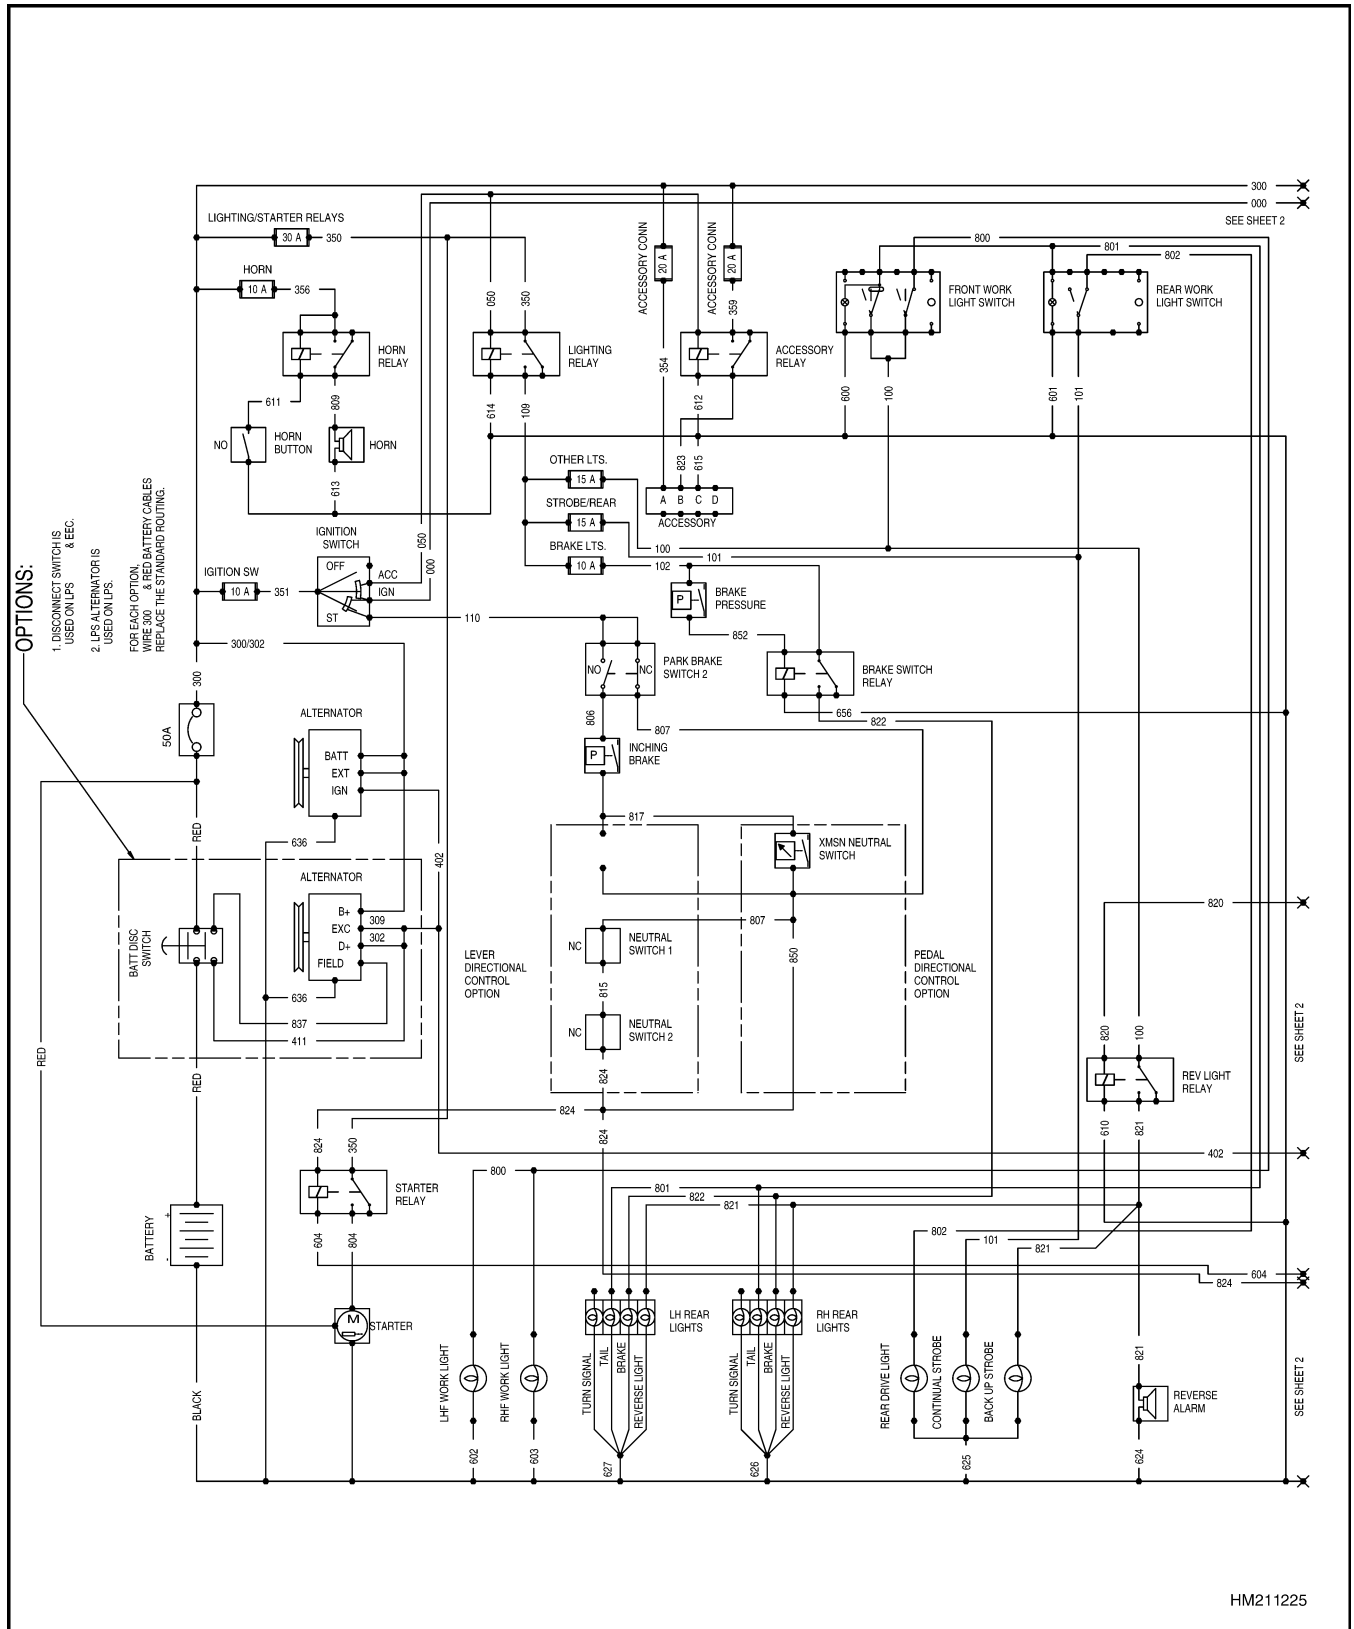 300
000
SEE SHEET 2
LIGHTING/STARTER RELAYS
30 A
350
800
801
802
HORN
10 A
356
ACCESSORY CONN
20 A
ACCESSORY CONN
20 A
050
350
359
FRONT WORK
LIGHT SWITCH
REAR WORK
LIGHT SWITCH
HORN
RELAY
LIGHTING
RELAY
354
ACCESSORY
RELAY
611
809
614
109
612
600
100
601
101
NO
HORN
BUTTON
HORN
613
823
615
OTHER LTS.
15 A
STROBE/REAR
15 A
BRAKE LTS.
10 A
A B C D
ACCESSORY
100
101
102
OPTIONS:
1. DISCONNECT SWITCH IS
USED ON LPS & EEC.
2. LPS ALTERNATOR IS
USED ON LPS.
FOR EACH OPTION,
WIRE 300 & RED BATTERY CABLES
REPLACE THE STANDARD ROUTING.
IGNITION
SWITCH
OFF
ACC
IGN
ST
050
000
IGITION SW
10 A
351
110
P
BRAKE
PRESSURE
852
300/302
300
NO
NC
PARK BRAKE
SWITCH 2
BRAKE SWITCH
RELAY
656
822
50A
ALTERNATOR
BATT
EXT
IGN
806
807
P
INCHING
BRAKE
RED
636
402
817
XMSN NEUTRAL
SWITCH
ALTERNATOR
B+
EXC
D+
FIELD
309
302
BATT DISC
SWITCH
636
837
411
LEVER
DIRECTIONAL
CONTROL
OPTION
807
NC
NEUTRAL
SWITCH 1
815
NC
NEUTRAL
SWITCH 2
824
850
PEDAL
DIRECTIONAL
CONTROL
OPTION
820
SEE SHEET 2
820
100
REV LIGHT
RELAY
610
821
RED
RED
824
824
824
350
402
STARTER
RELAY
800
801
822
821
604
804
BATTERY
+
-
802
101
821
604
824
M
STARTER
LH REAR
LIGHTS
RH REAR
LIGHTS
LHF WORK LIGHT
RHF WORK LIGHT
TURN SIGNAL
TAIL
BRAKE
REVERSE LIGHT
TURN SIGNAL
TAIL
BRAKE
REVERSE LIGHT
REAR DRIVE LIGHT
CONTINUAL STROBE
BACK UP STROBE
821
REVERSE
ALARM
SEE SHEET 2
BLACK
602
603
627
626
625
624
HM211225